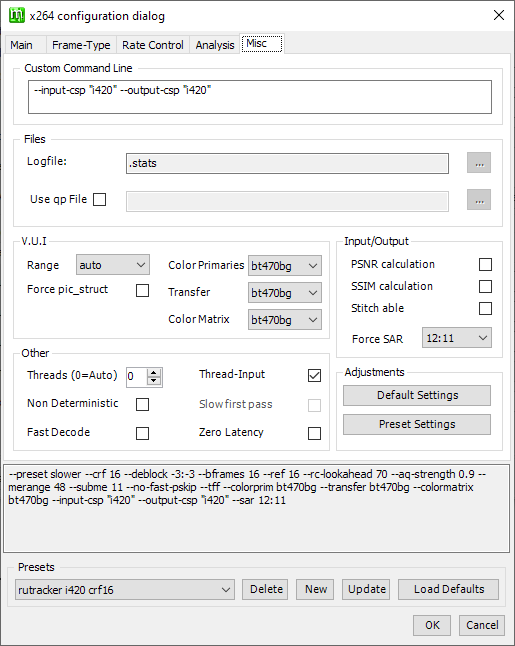 x264 configuration dialog
Main Frame-Type Rate Control Analysis Misc
Custom Command Line
--input-csp "i420" --output-csp "i420"
Files
Logfile: .stats ...
Use qp File ...
V.U.I
Range auto
Force pic_struct
Color Primaries bt470bg
Transfer bt470bg
Color Matrix bt470bg
Input/Output
PSNR calculation
SSIM calculation
Stitch able
Force SAR 12:11
Other
Threads (0=Auto) 0
Thread-Input
Non Deterministic
Slow first pass
Fast Decode
Zero Latency
Adjustments
Default Settings
Preset Settings
--preset slower --crf 16 --deblock -3:-3 --bframes 16 --ref 16 --rc-lookahead 70 --aq-strength 0.9 --
merange 48 --subme 11 --no-fast-pskip --tff --colorprim bt470bg --transfer bt470bg --colormatrix
bt470bg --input-csp "i420" --output-csp "i420" --sar 12:11
Presets
rutracker i420 crf16 Delete New Update Load Defaults
OK Cancel